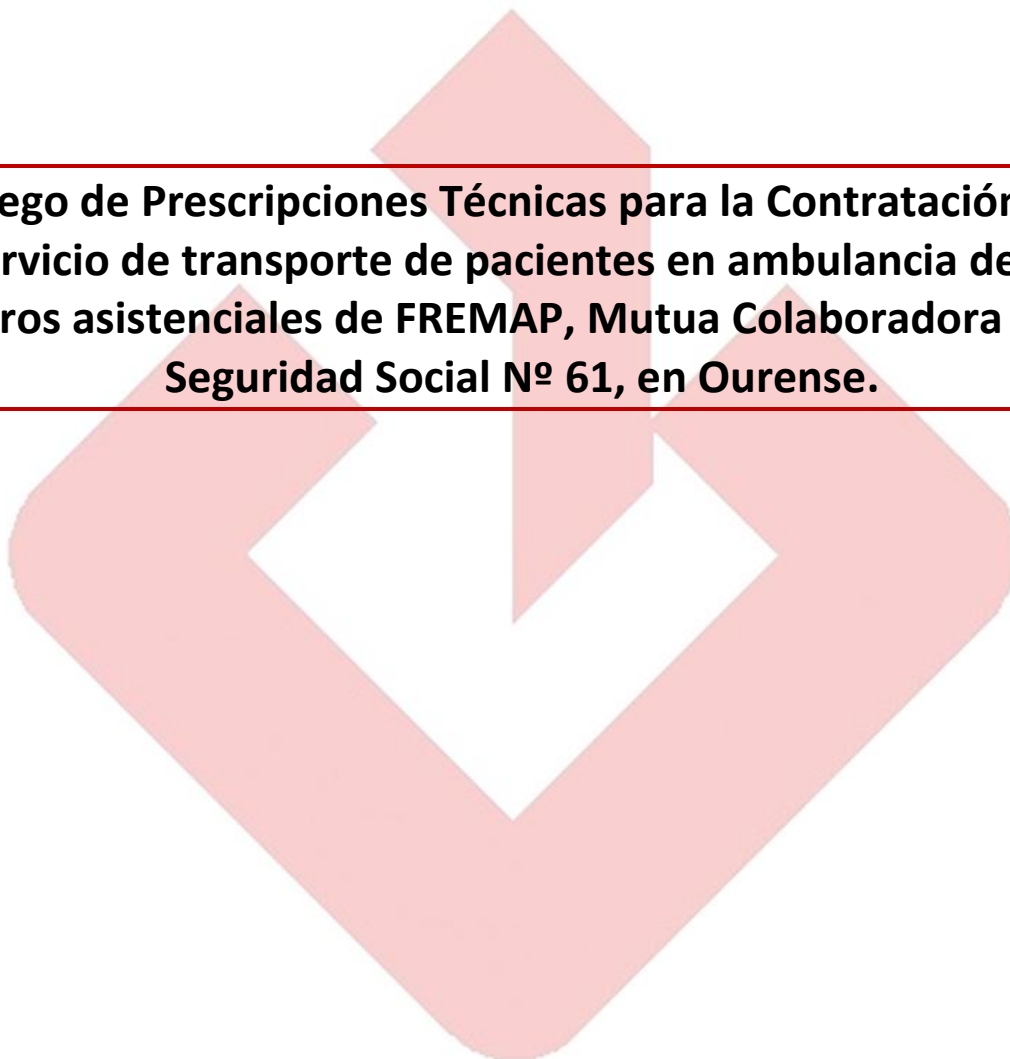 ego de Prescripciones Técnicas para la Contratación
rvicio de transporte de pacientes en ambulancia de
ros asistenciales de FREMAP, Mutua Colaboradora
Seguridad Social Nº 61, en Ourense.